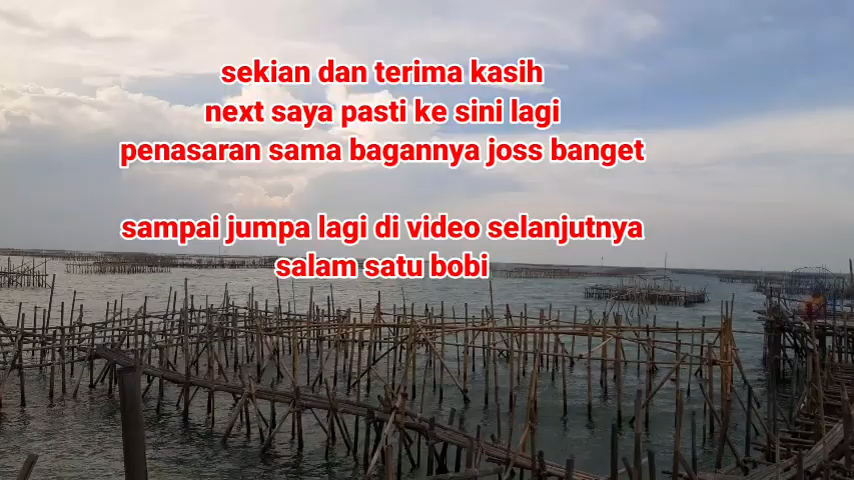 sekian dan terima kasih
next saya pasti ke sini lagi
penasaran sama bagannya joss banget
sampai jumpa lagi di video selanjutnya
salam satu bobi